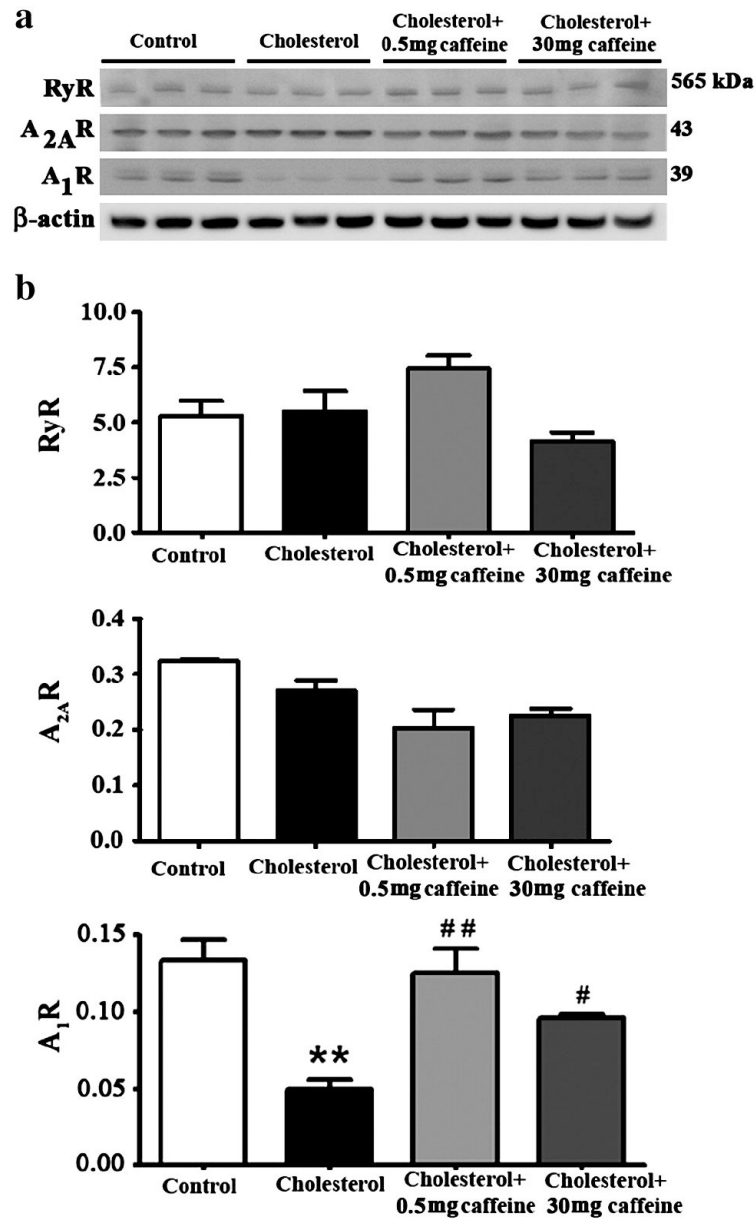 a
Control Cholesterol Cholesterol+ Cholesterol+
0.5mg caffeine 30mg caffeine
RyR 565 kDa
A2AR 43
A1R 39
β-actin
b
RyR
10.0
7.5
5.0
2.5
0.0
Control Cholesterol Cholesterol+ Cholesterol+
0.5mg caffeine 30mg caffeine
A2AR
0.4
0.3
0.2
0.1
0.0
Control Cholesterol Cholesterol+ Cholesterol+
0.5mg caffeine 30mg caffeine
A1R
0.15
0.10
0.05
0.00
**
##
#
Control Cholesterol Cholesterol+ Cholesterol+
0.5mg caffeine 30mg caffeine